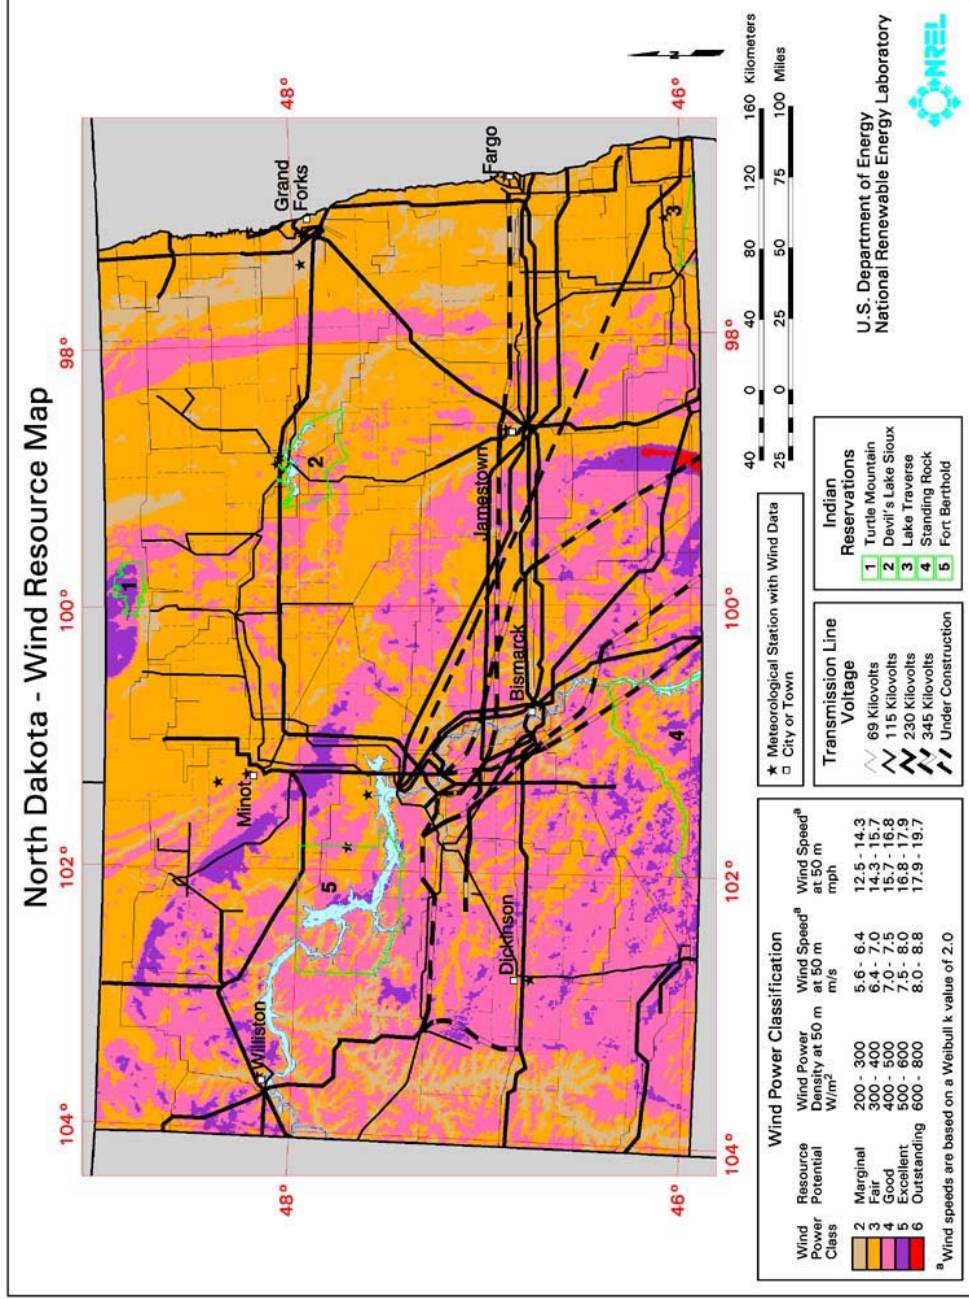 North Dakota - Wind Resource Map
104°
102°
100°
98°
48°
48°
46°
46°
104°
102°
100°
98°
Williston
Minot
Grand
Forks
Dickinson
Bismarck
Jamestown
Fargo
1
2
3
4
5
Wind Power Classification
Wind Power Class
Resource Potential
Wind Power Density at 50 m W/m²
Wind Speedᵃ at 50 m m/s
Wind Speedᵃ at 50 m mph
2 Marginal 200 - 300 5.6 - 6.4 12.5 - 14.3
3 Fair 300 - 400 6.4 - 7.0 14.3 - 15.7
4 Good 400 - 500 7.0 - 7.5 15.7 - 16.8
5 Excellent 500 - 600 7.5 - 8.0 16.8 - 17.9
6 Outstanding 600 - 800 8.0 - 8.8 17.9 - 19.7
ᵃ Wind speeds are based on a Weibull k value of 2.0
★ Meteorological Station with Wind Data
□ City or Town
Transmission Line
Voltage
69 Kilovolts
115 Kilovolts
230 Kilovolts
345 Kilovolts
Under Construction
Indian
Reservations
1 Turtle Mountain
2 Devil's Lake Sioux
3 Lake Traverse
4 Standing Rock
5 Fort Berthold
N
40 0 40 80 120 160 Kilometers
25 0 25 50 75 100 Miles
U.S. Department of Energy
National Renewable Energy Laboratory
NREL